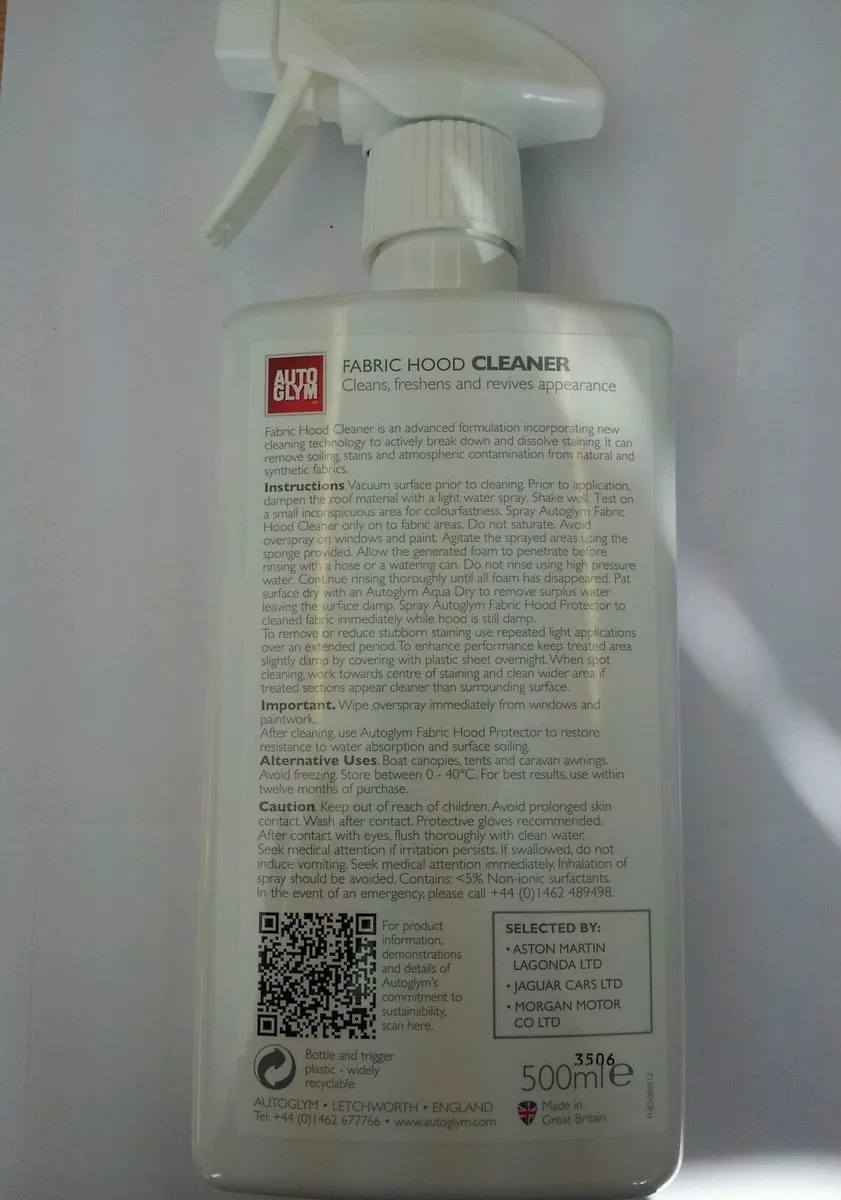 AUTO
GLYM
FABRIC HOOD CLEANER
Cleans, freshens and revives appearance
Fabric Hood Cleaner is an advanced formulation incorporating new
cleaning technology to actively break down and dissolve staining. It can
remove soiling, stains and atmospheric contamination from natural and
synthetic fabrics.
Instructions. Vacuum surface prior to cleaning. Prior to application,
dampen the roof material with a light water spray. Shake well. Test on
a small inconspicuous area for colourfastness. Spray Autoglym Fabric
Hood Cleaner only on to fabric areas. Do not saturate. Avoid
overspray on windows and paint. Agitate the sprayed areas using the
sponge provided. Allow the generated foam to penetrate before
rinsing with a hose or a watering can. Do not rinse using high pressure
water. Continue rinsing thoroughly until all foam has disappeared. Pat
surface dry with an Autoglym Aqua Dry to remove surplus water
leaving the surface damp. Spray Autoglym Fabric Hood Protector to
cleaned fabric immediately while hood is still damp.
To remove or reduce stubborn staining use repeated light applications
over an extended period. To enhance performance keep treated area
slightly damp by covering with plastic sheet overnight. When spot
cleaning, work towards centre of staining and clean wider area if
treated sections appear cleaner than surrounding surface.
Important. Wipe overspray immediately from windows and
paintwork.
After cleaning, use Autoglym Fabric Hood Protector to restore
resistance to water absorption and surface soiling.
Alternative Uses. Boat canopies, tents and caravan awnings.
Avoid freezing. Store between 0 - 40°C. For best results, use within
twelve months of purchase.
Caution. Keep out of reach of children. Avoid prolonged skin
contact. Wash after contact. Protective gloves recommended.
After contact with eyes, flush thoroughly with clean water.
Seek medical attention if irritation persists. If swallowed, do not
induce vomiting. Seek medical attention immediately. Inhalation of
spray should be avoided. Contains: <5% Non-ionic surfactants.
In the event of an emergency, please call +44 (0)1462 489498.
For product
information,
demonstrations
and details of
Autoglym's
commitment to
sustainability,
scan here.
SELECTED BY:
• ASTON MARTIN
LAGONDA LTD
• JAGUAR CARS LTD
• MORGAN MOTOR
CO LTD
Bottle and trigger
plastic - widely
recyclable
3506
500ml e
AUTOGLYM • LETCHWORTH • ENGLAND
Tel: +44 (0)1462 677766 • www.autoglym.com
Made in
Great Britain